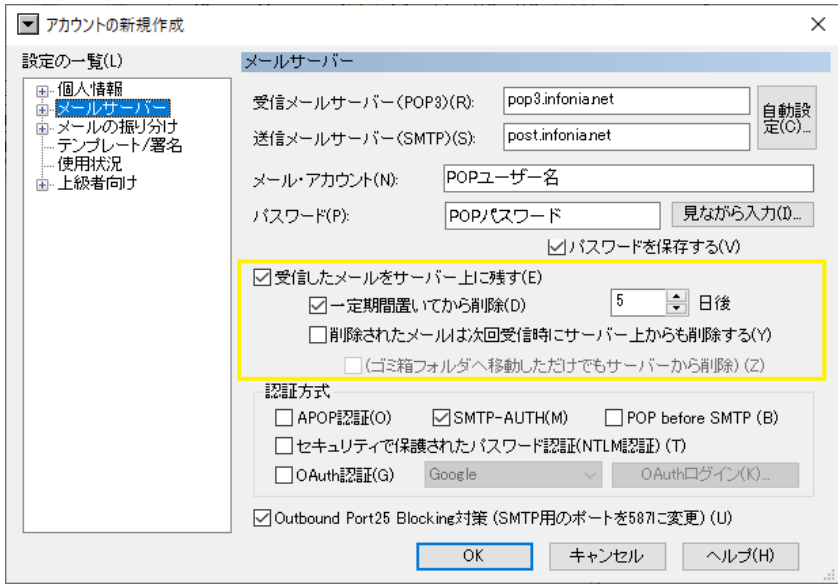 アカウントの新規作成
設定の一覧(L)
個人情報
メールサーバー
メールの振り分け
テンプレート/署名
使用状況
上級者向け
メールサーバー
受信メールサーバー(POP3)(R):
pop3.infonia.net
自動設定(C)...
送信メールサーバー(SMTP)(S):
post.infonia.net
メール・アカウント(N):
POPユーザー名
パスワード(P):
POPパスワード
見ながら入力(I)...
パスワードを保存する(V)
受信したメールをサーバー上に残す(E)
一定期間置いてから削除(D)
5
日後
削除されたメールは次回受信時にサーバー上からも削除する(Y)
(ゴミ箱フォルダへ移動しただけでもサーバーから削除) (Z)
認証方式
APOP認証(O)
SMTP-AUTH(M)
POP before SMTP (B)
セキュリティで保護されたパスワード認証(NTLM認証) (T)
OAuth認証(G)
Google
OAuthログイン(K)...
Outbound Port25 Blocking対策 (SMTP用のポートを587に変更) (U)
OK
キャンセル
ヘルプ(H)